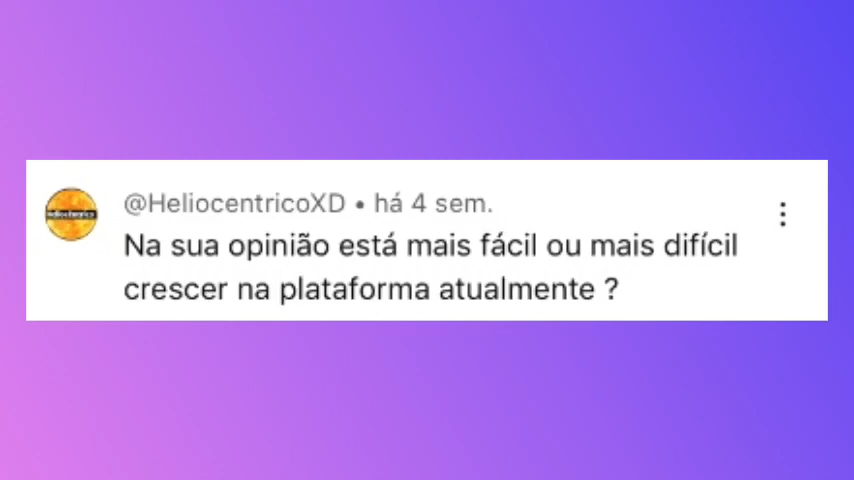 @HeliocentricoXD • há 4 sem.
Na sua opinião está mais fácil ou mais difícil
crescer na plataforma atualmente ?